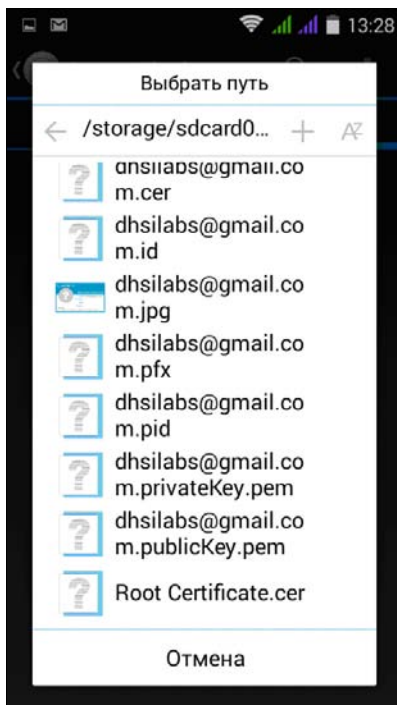 13:28
Выбрать путь
/storage/sdcard0...
dhsilabs@gmail.co
m.cer
dhsilabs@gmail.co
m.id
dhsilabs@gmail.co
m.jpg
dhsilabs@gmail.co
m.pfx
dhsilabs@gmail.co
m.pid
dhsilabs@gmail.co
m.privateKey.pem
dhsilabs@gmail.co
m.publicKey.pem
Root Certificate.cer
Отмена